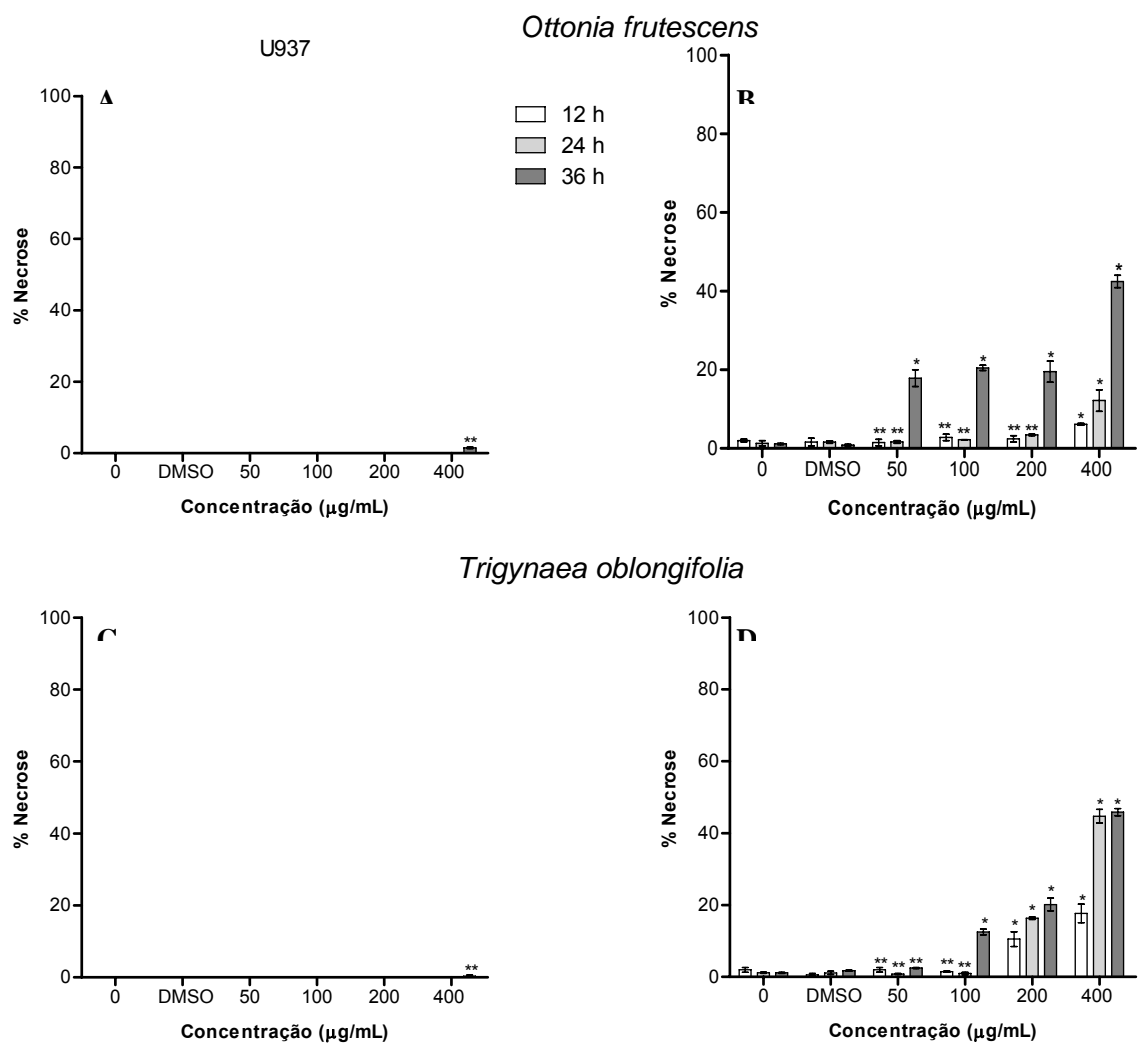 Ottonia frutescens
U937
A
100
80
60
40
20
0
% Necrose
**
0 DMSO 50 100 200 400
Concentração (μg/mL)
12 h
24 h
36 h
B
100
80
60
40
20
0
% Necrose
** ** *
** ** *
** ** *
* * *
0 DMSO 50 100 200 400
Concentração (μg/mL)
Trigynaea oblongifolia
C
100
80
60
40
20
0
% Necrose
**
0 DMSO 50 100 200 400
Concentração (μg/mL)
D
100
80
60
40
20
0
% Necrose
** ** **
** ** *
* * *
* * *
0 DMSO 50 100 200 400
Concentração (μg/mL)